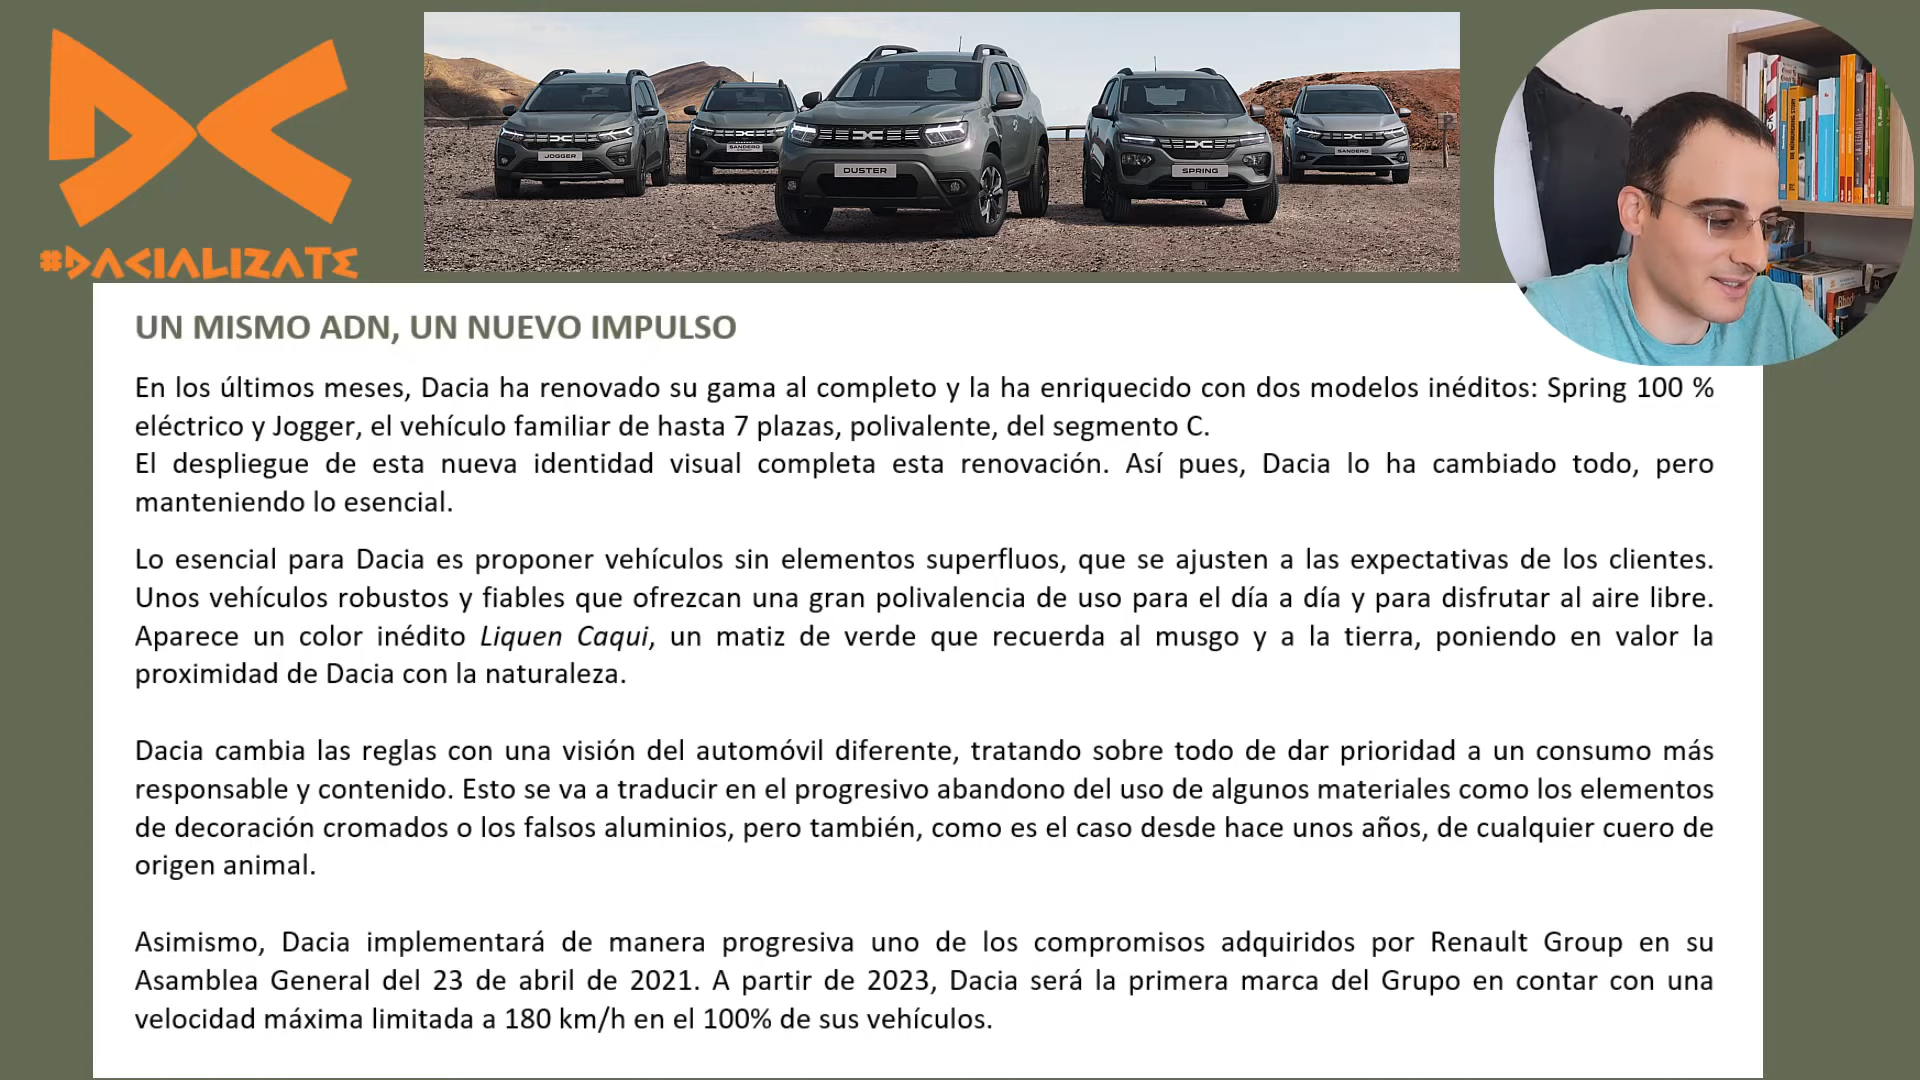 #DACIALIZATE
JOGGER
SANDERO
DUSTER
SPRING
SANDERO
UN MISMO ADN, UN NUEVO IMPULSO
En los últimos meses, Dacia ha renovado su gama al completo y la ha enriquecido con dos modelos inéditos: Spring 100 %
eléctrico y Jogger, el vehículo familiar de hasta 7 plazas, polivalente, del segmento C.
El despliegue de esta nueva identidad visual completa esta renovación. Así pues, Dacia lo ha cambiado todo, pero
manteniendo lo esencial.
Lo esencial para Dacia es proponer vehículos sin elementos superfluos, que se ajusten a las expectativas de los clientes.
Unos vehículos robustos y fiables que ofrezcan una gran polivalencia de uso para el día a día y para disfrutar al aire libre.
Aparece un color inédito Liquen Caqui, un matiz de verde que recuerda al musgo y a la tierra, poniendo en valor la
proximidad de Dacia con la naturaleza.
Dacia cambia las reglas con una visión del automóvil diferente, tratando sobre todo de dar prioridad a un consumo más
responsable y contenido. Esto se va a traducir en el progresivo abandono del uso de algunos materiales como los elementos
de decoración cromados o los falsos aluminios, pero también, como es el caso desde hace unos años, de cualquier cuero de
origen animal.
Asimismo, Dacia implementará de manera progresiva uno de los compromisos adquiridos por Renault Group en su
Asamblea General del 23 de abril de 2021. A partir de 2023, Dacia será la primera marca del Grupo en contar con una
velocidad máxima limitada a 180 km/h en el 100% de sus vehículos.